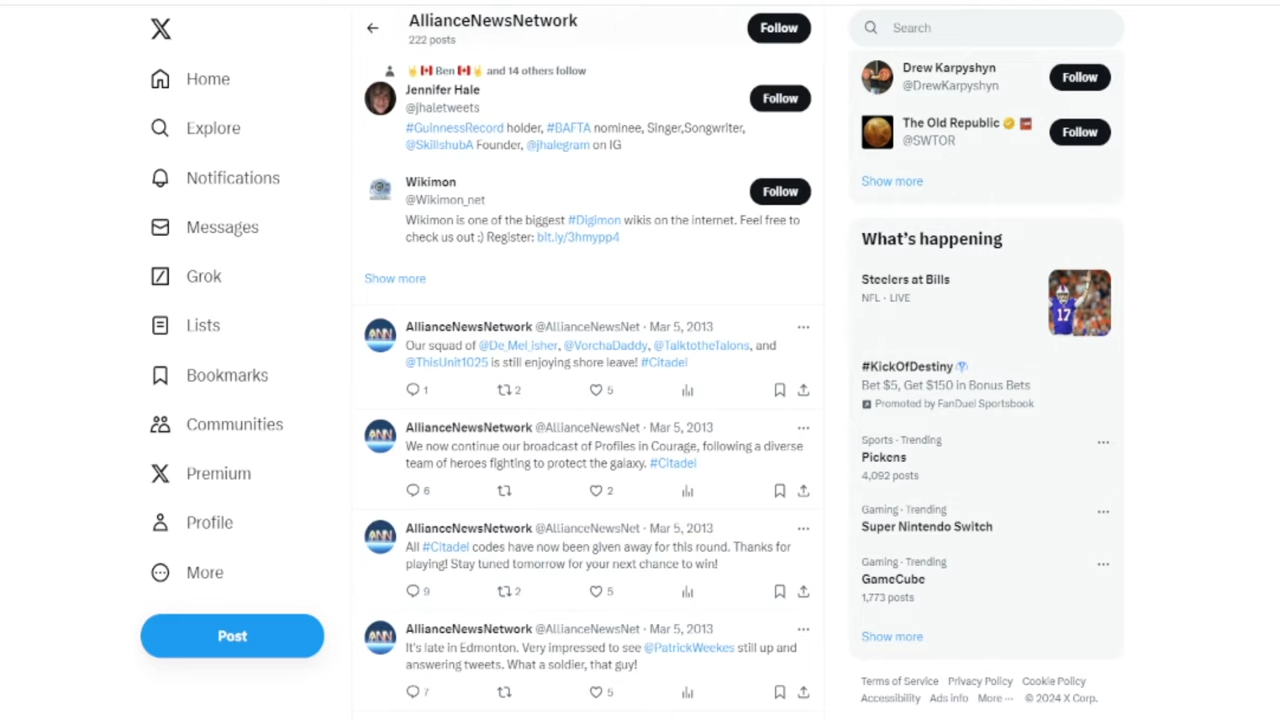 Home
Explore
Notifications
Messages
Grok
Lists
Bookmarks
Communities
Premium
Profile
More
Post
AllianceNewsNetwork
222 posts
Follow
🤘🇨🇦 Ben 🇨🇦🤘 and 14 others follow
Jennifer Hale
@jhaletweets
Follow
#GuinnessRecord holder, #BAFTA nominee, Singer,Songwriter,
@SkillshubA Founder, @jhalegram on IG
Wikimon
@Wikimon_net
Follow
Wikimon is one of the biggest #Digimon wikis on the internet. Feel free to
check us out :) Register: bit.ly/3hmypp4
Show more
AllianceNewsNetwork @AllianceNewsNet · Mar 5, 2013
Our squad of @De_Mel_isher, @VorchaDaddy, @TalktotheTalons, and
@ThisUnit1025 is still enjoying shore leave! #Citadel
1 2 5
AllianceNewsNetwork @AllianceNewsNet · Mar 5, 2013
We now continue our broadcast of Profiles in Courage, following a diverse
team of heroes fighting to protect the galaxy. #Citadel
6 2
AllianceNewsNetwork @AllianceNewsNet · Mar 5, 2013
All #Citadel codes have now been given away for this round. Thanks for
playing! Stay tuned tomorrow for your next chance to win!
9 2 5
AllianceNewsNetwork @AllianceNewsNet · Mar 5, 2013
It's late in Edmonton. Very impressed to see @PatrickWeekes still up and
answering tweets. What a soldier, that guy!
7 5
Search
Drew Karpyshyn
@DrewKarpyshyn
Follow
The Old Republic
@SWTOR
Follow
Show more
What's happening
Steelers at Bills
NFL · LIVE
#KickOfDestiny
Bet $5, Get $150 in Bonus Bets
Promoted by FanDuel Sportsbook
Sports · Trending
Pickens
4,092 posts
Gaming · Trending
Super Nintendo Switch
Gaming · Trending
GameCube
1,773 posts
Show more
Terms of Service Privacy Policy Cookie Policy
Accessibility Ads info More ··· © 2024 X Corp.